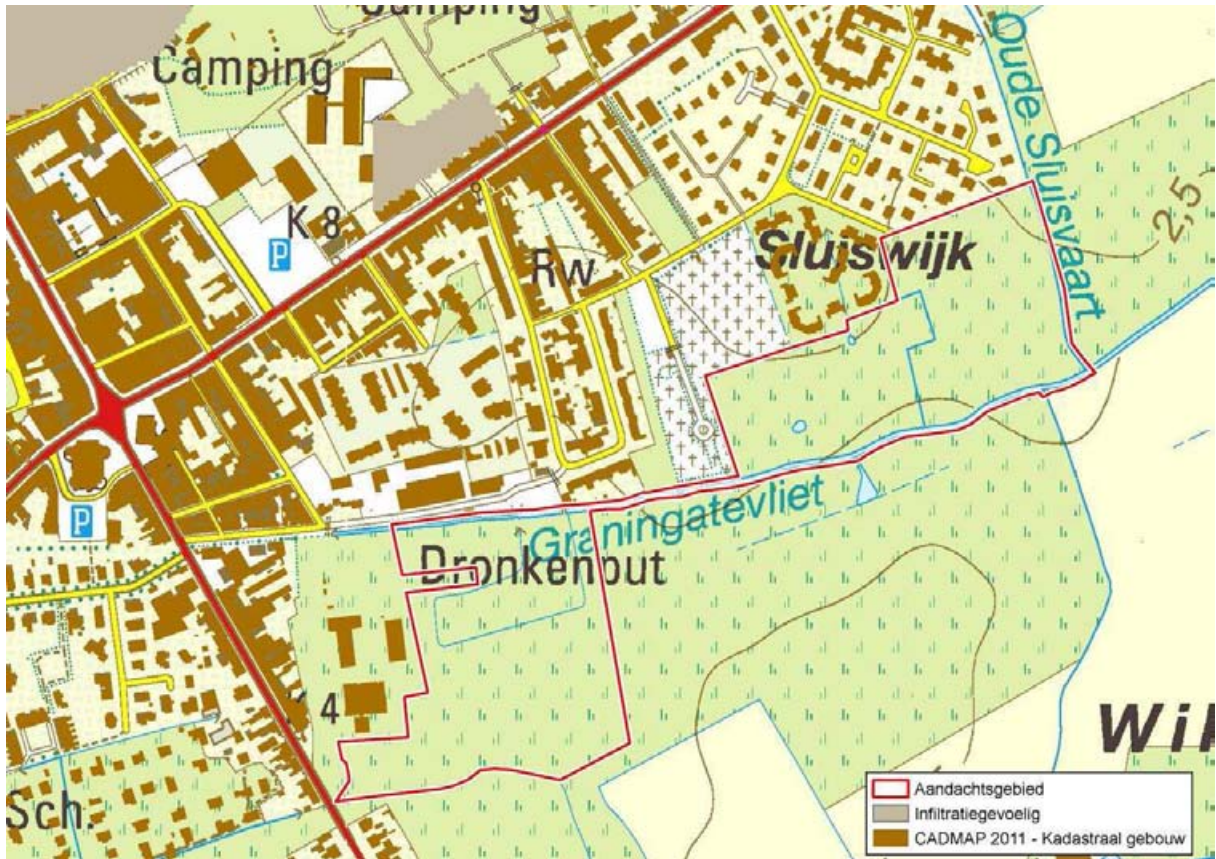 Camping
Camping
Oude Sluisvaart
2,5
K 8
P
Rw
Sluiswijk
Graningatevliet
Dronkenput
P
4
Wil
Sch.
Aandachtsgebied
Infiltratiegevoelig
CADMAP 2011 - Kadastraal gebouw